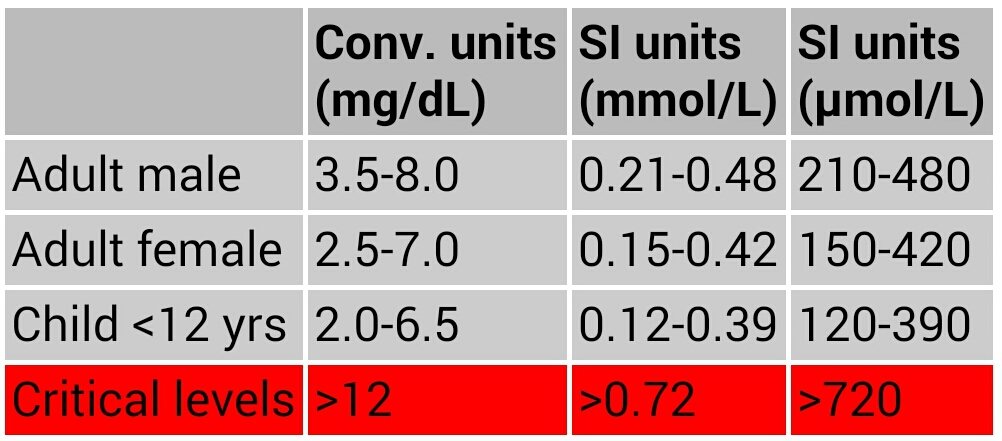 Conv. units (mg/dL) SI units (mmol/L) SI units (µmol/L)
Adult male 3.5-8.0 0.21-0.48 210-480
Adult female 2.5-7.0 0.15-0.42 150-420
Child <12 yrs 2.0-6.5 0.12-0.39 120-390
Critical levels >12 >0.72 >720